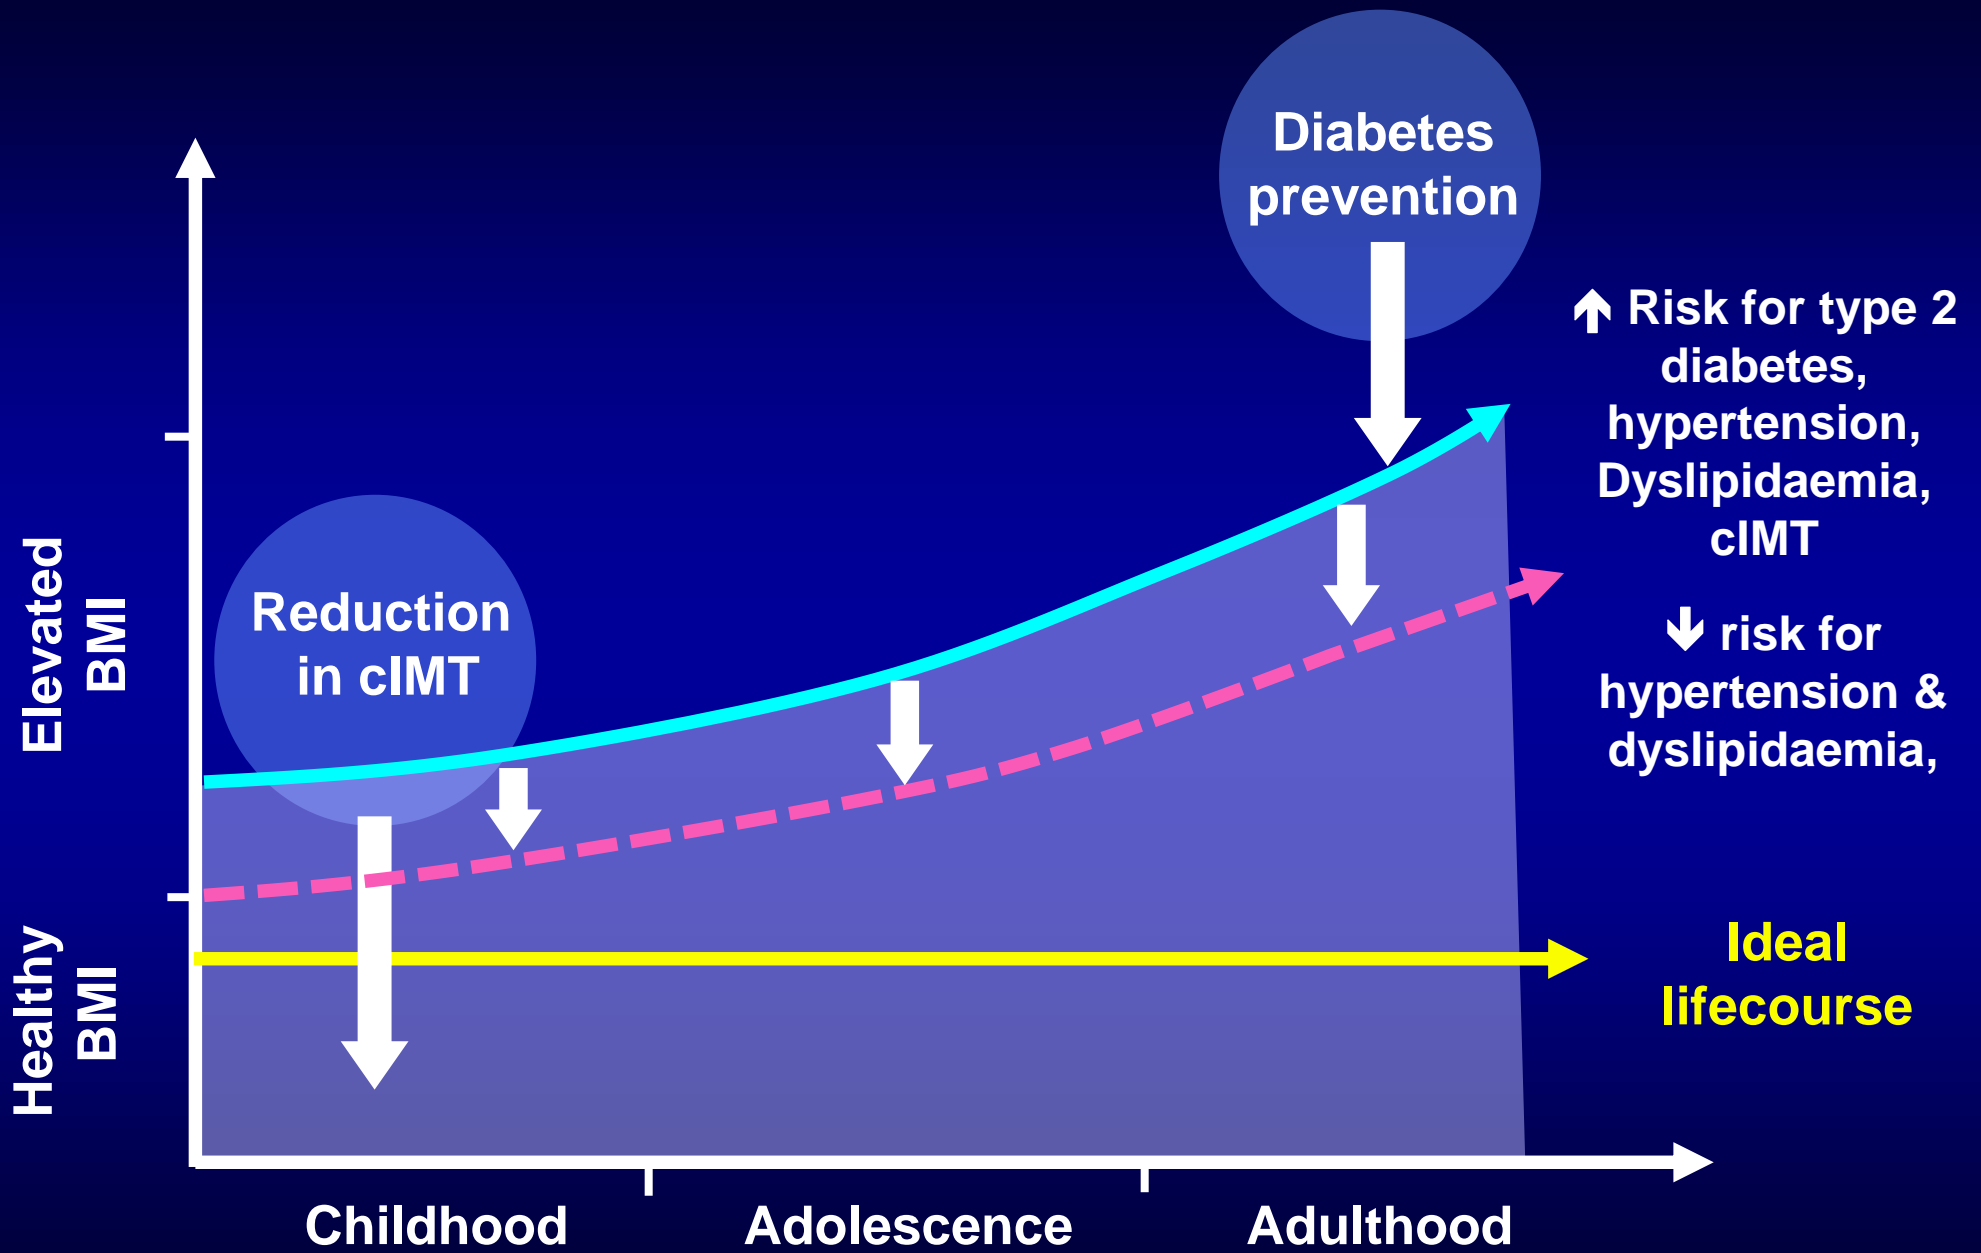 Diabetes
prevention
↑ Risk for type 2
diabetes,
hypertension,
Dyslipidaemia,
cIMT
Elevated
BMI
Reduction
in cIMT
↓ risk for
hypertension &
dyslipidaemia,
Healthy
BMI
Ideal
lifecourse
Childhood
Adolescence
Adulthood